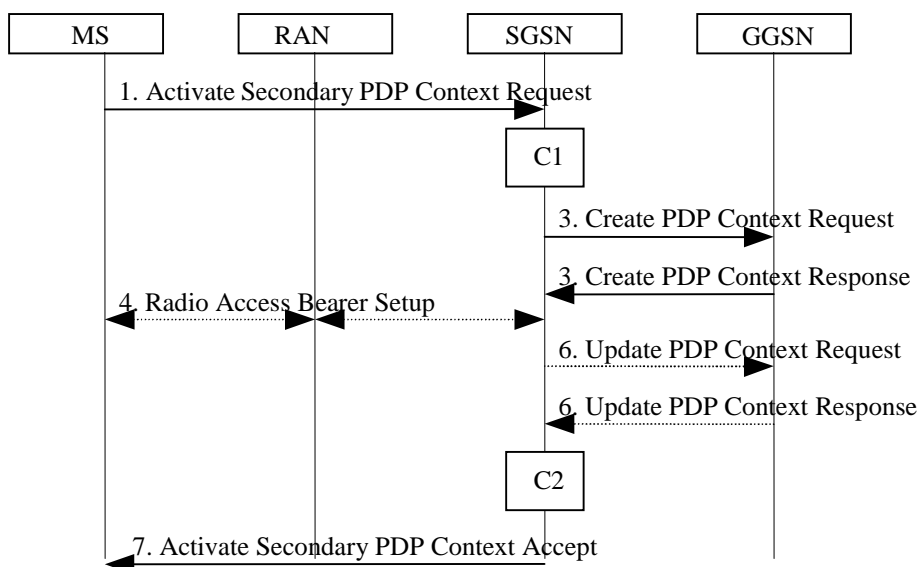 MS RAN SGSN GGSN
1. Activate Secondary PDP Context Request
C1
3. Create PDP Context Request
3. Create PDP Context Response
4. Radio Access Bearer Setup
6. Update PDP Context Request
6. Update PDP Context Response
C2
7. Activate Secondary PDP Context Accept